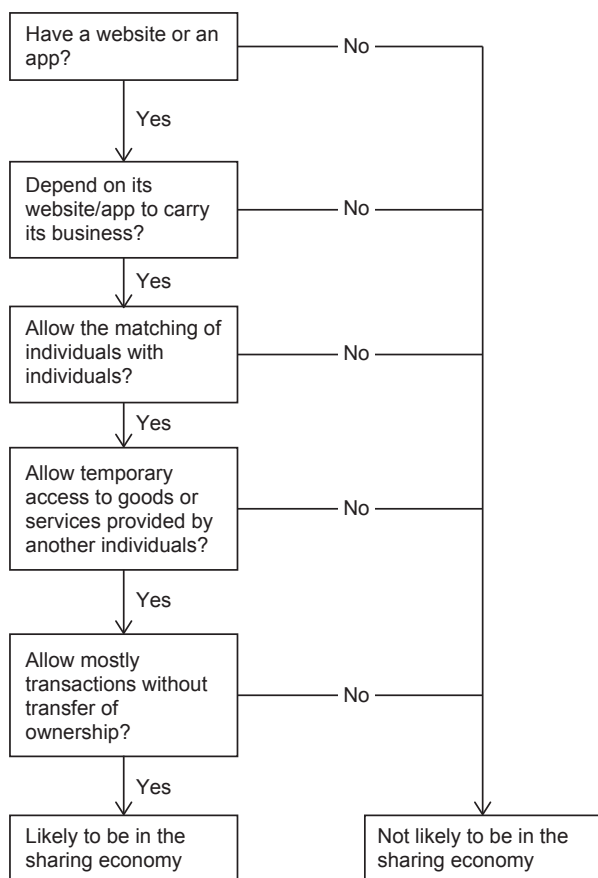 Have a website or an
app?
No
Yes
Depend on its
website/app to carry
its business?
No
Yes
Allow the matching of
individuals with
individuals?
No
Yes
Allow temporary
access to goods or
services provided by
another individuals?
No
Yes
Allow mostly
transactions without
transfer of
ownership?
No
Yes
Likely to be in the
sharing economy
Not likely to be in the
sharing economy